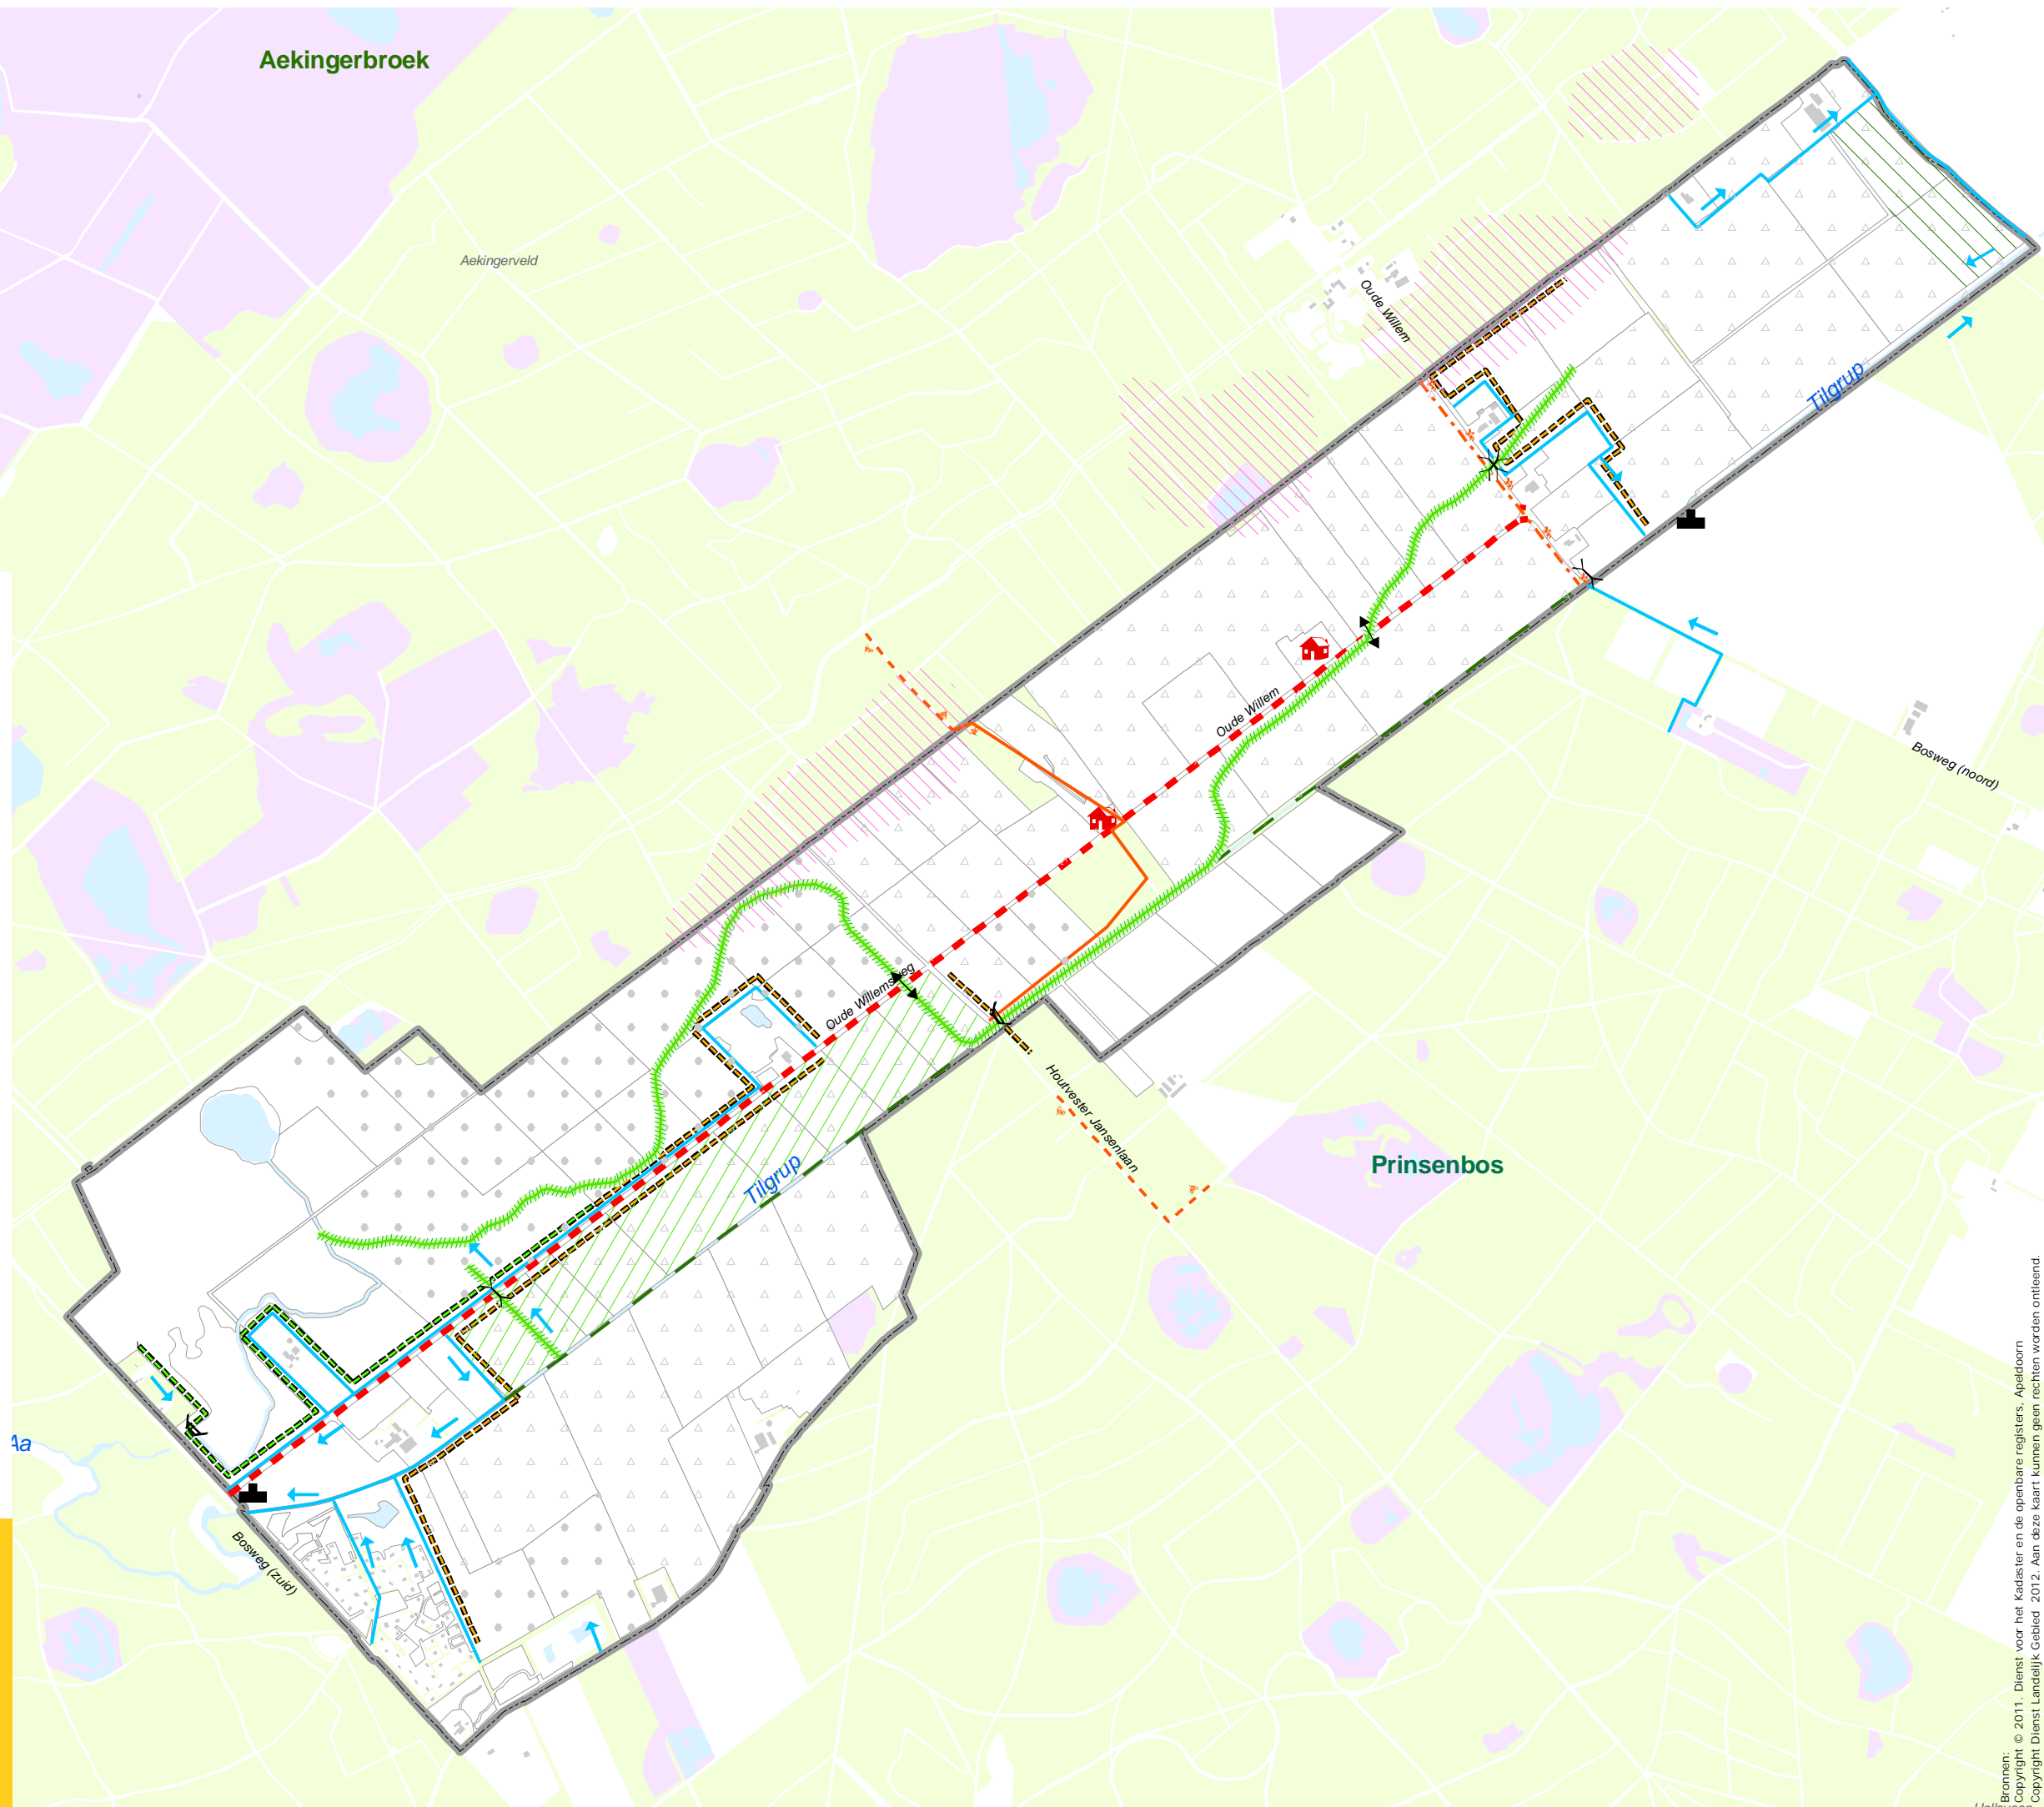 Aekingerbroek
Aekingerveld
Oude Willem
Tilgrup
Bosweg (noord)
Oude Willem
Oude Willemsweg
Houtvester Jansenlaan
Prinsenbos
Tilgrup
Aa
Bosweg (zuid)
Bronnen:
Copyright © 2011. Dienst voor het Kadaster en de openbare registers, Apeldoorn
Copyright Dienst Landelijk Gebied 2012. Aan deze kaart kunnen geen rechten worden ontleend.